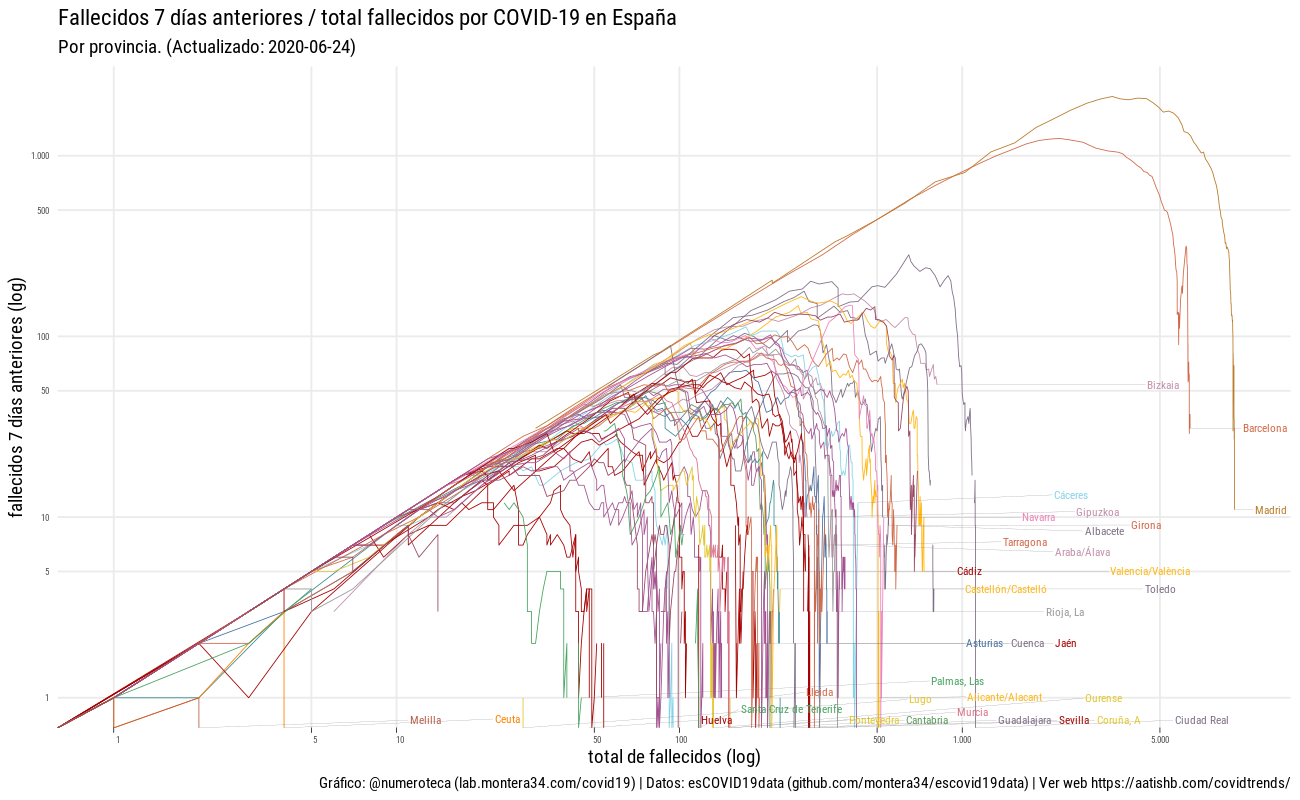 Fallecidos 7 días anteriores / total fallecidos por COVID-19 en España
Por provincia. (Actualizado: 2020-06-24)
fallecidos 7 días anteriores (log)
1.000
500
100
50
10
5
1
Bizkaia
Barcelona
Cáceres
Madrid
Navarra
Gipuzkoa
Albacete
Girona
Tarragona
Araba/Álava
Cádiz
Valencia/València
Castellón/Castelló
Toledo
Rioja, La
Asturias
Cuenca
Jaén
Palmas, Las
Lleida
Lugo
Alicante/Alacant
Ourense
Santa Cruz de Tenerife
Murcia
Melilla
Ceuta
Huelva
Pontevedra
Cantabria
Guadalajara
Sevilla
Coruña, A
Ciudad Real
1
5
10
50
100
500
1.000
5.000
total de fallecidos (log)
Gráfico: @numeroteca (lab.montera34.com/covid19) | Datos: esCOVID19data (github.com/montera34/escovid19data) | Ver web https://aatishb.com/covidtrends/